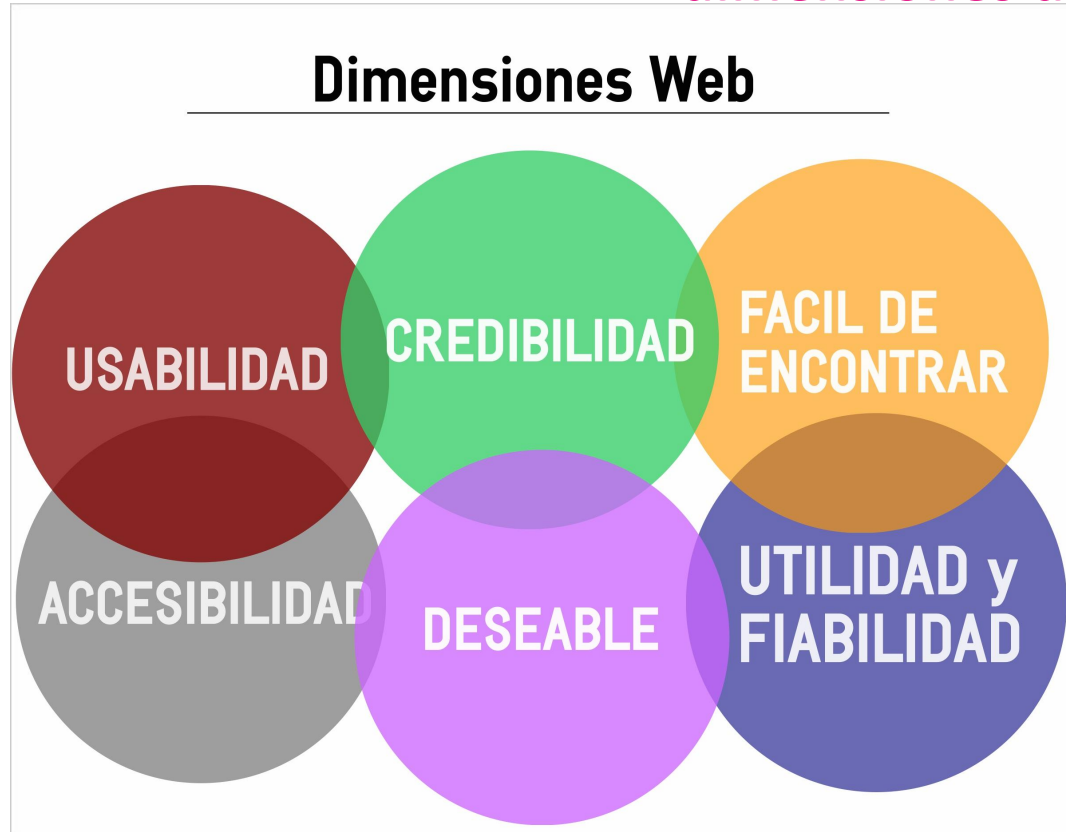 Dimensiones Web
USABILIDAD
CREDIBILIDAD
FACIL DE
ENCONTRAR
ACCESIBILIDAD
DESEABLE
UTILIDAD y
FIABILIDAD